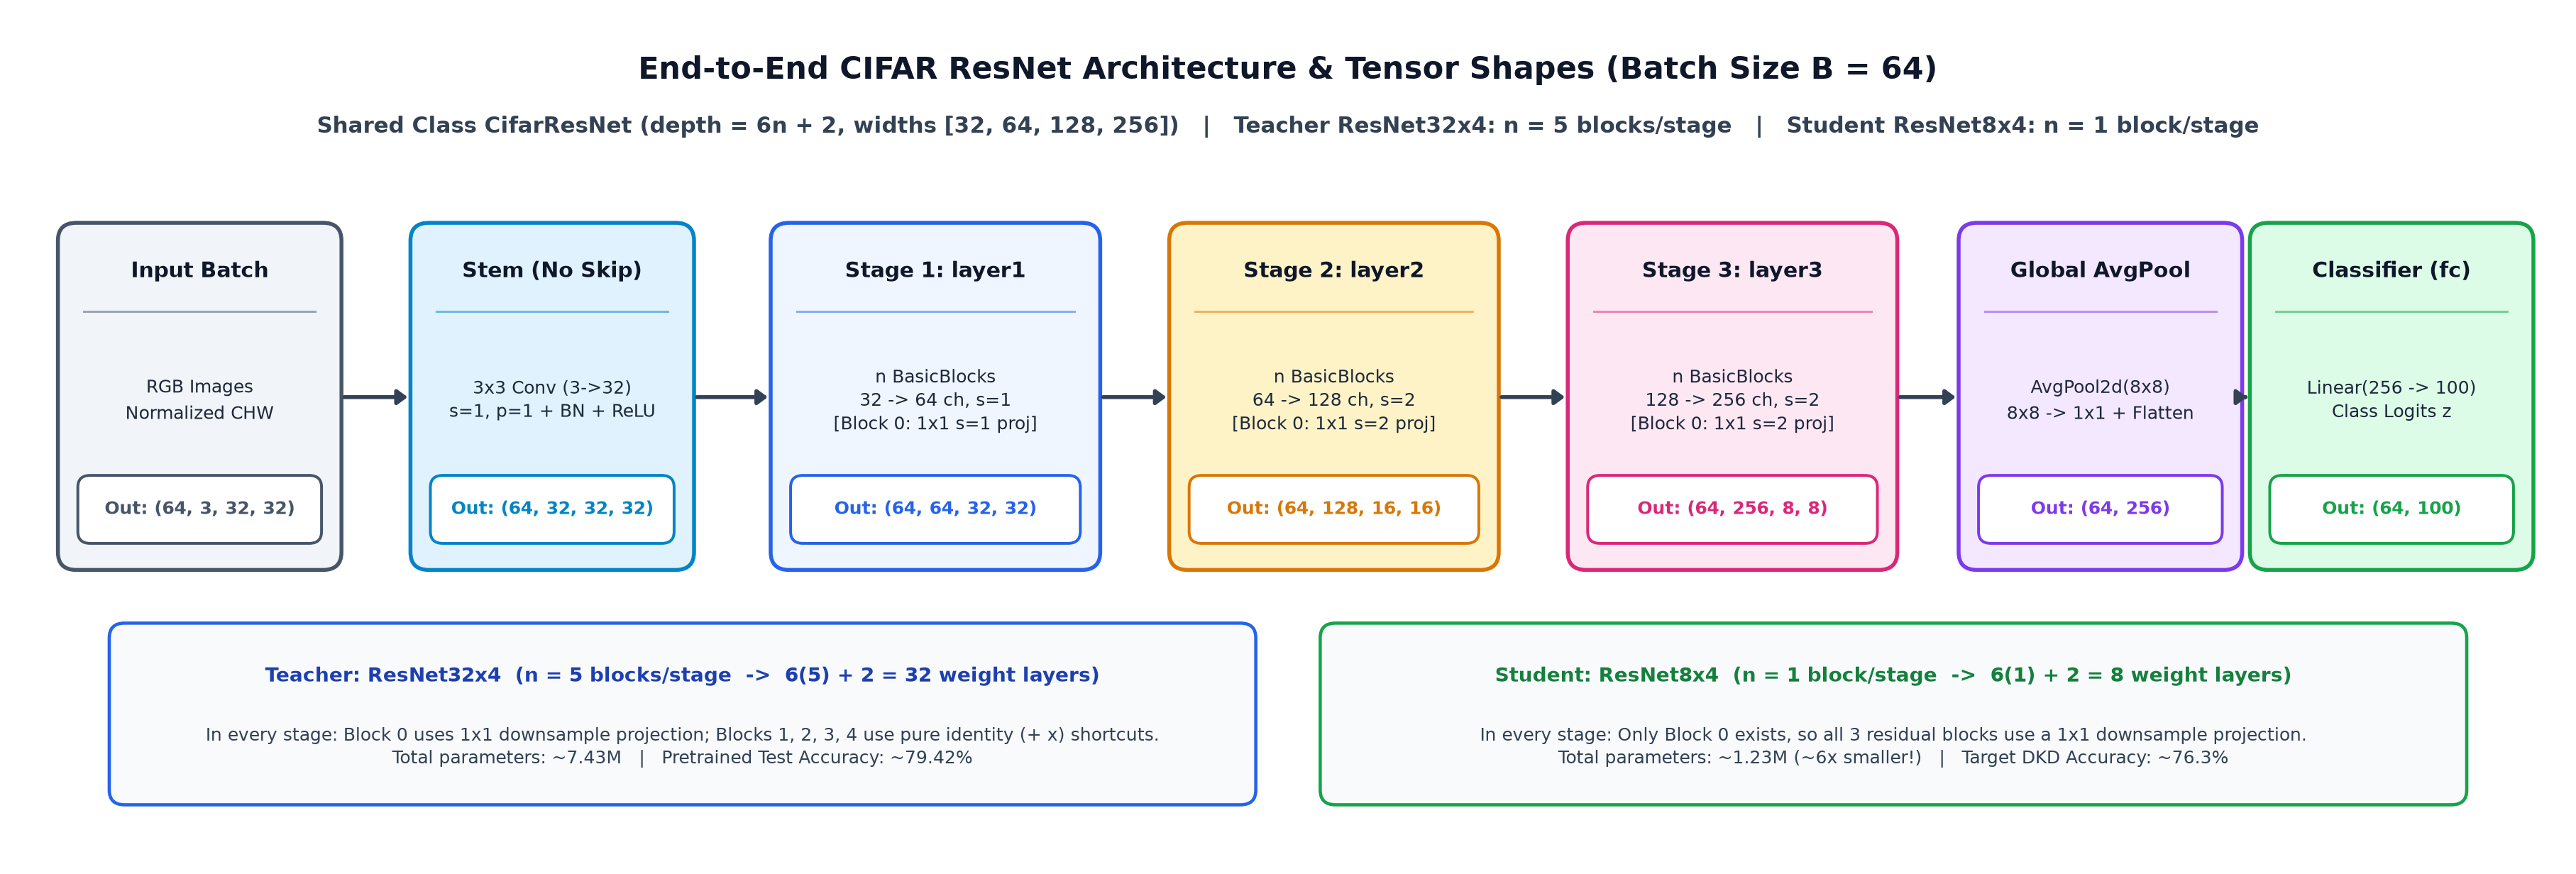 End-to-End CIFAR ResNet Architecture & Tensor Shapes (Batch Size B = 64)
Shared Class CifarResNet (depth = 6n + 2, widths [32, 64, 128, 256]) | Teacher ResNet32x4: n = 5 blocks/stage | Student ResNet8x4: n = 1 block/stage
Input Batch
RGB Images
Normalized CHW
Out: (64, 3, 32, 32)
Stem (No Skip)
3x3 Conv (3->32)
s=1, p=1 + BN + ReLU
Out: (64, 32, 32, 32)
Stage 1: layer1
n BasicBlocks
32 -> 64 ch, s=1
[Block 0: 1x1 s=1 proj]
Out: (64, 64, 32, 32)
Stage 2: layer2
n BasicBlocks
64 -> 128 ch, s=2
[Block 0: 1x1 s=2 proj]
Out: (64, 128, 16, 16)
Stage 3: layer3
n BasicBlocks
128 -> 256 ch, s=2
[Block 0: 1x1 s=2 proj]
Out: (64, 256, 8, 8)
Global AvgPool
AvgPool2d(8x8)
8x8 -> 1x1 + Flatten
Out: (64, 256)
Classifier (fc)
Linear(256 -> 100)
Class Logits z
Out: (64, 100)
Teacher: ResNet32x4 (n = 5 blocks/stage -> 6(5) + 2 = 32 weight layers)
In every stage: Block 0 uses 1x1 downsample projection; Blocks 1, 2, 3, 4 use pure identity (+ x) shortcuts.
Total parameters: ~7.43M | Pretrained Test Accuracy: ~79.42%
Student: ResNet8x4 (n = 1 block/stage -> 6(1) + 2 = 8 weight layers)
In every stage: Only Block 0 exists, so all 3 residual blocks use a 1x1 downsample projection.
Total parameters: ~1.23M (~6x smaller!) | Target DKD Accuracy: ~76.3%